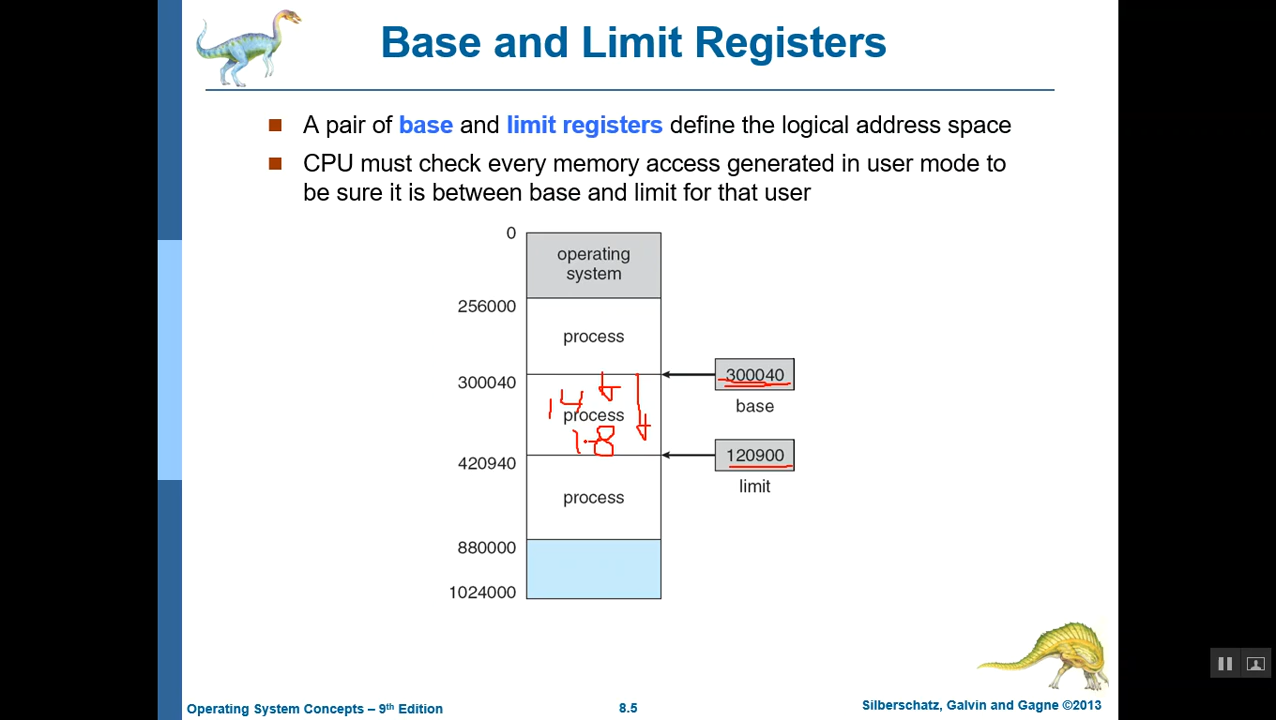 Base and Limit Registers
A pair of base and limit registers define the logical address space
CPU must check every memory access generated in user mode to
be sure it is between base and limit for that user
0
operating
system
256000
process
300040
300040
base
14
process
1-8
420940
120900
limit
process
880000
1024000
Operating System Concepts – 9th Edition
8.5
Silberschatz, Galvin and Gagne ©2013